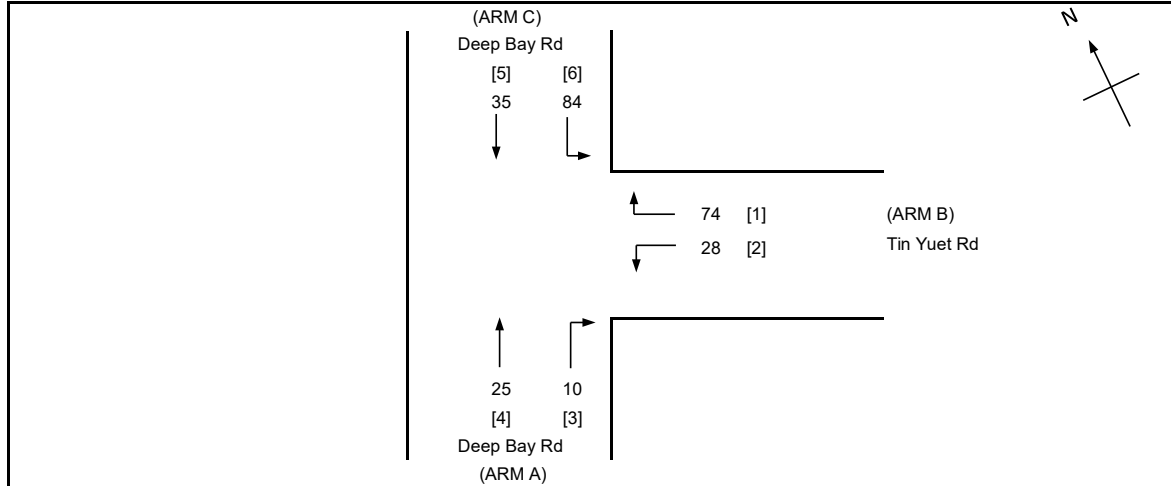 (ARM C)
Deep Bay Rd
[5] [6]
35 84
N
74 [1] (ARM B)
28 [2] Tin Yuet Rd
25 10
[4] [3]
Deep Bay Rd
(ARM A)